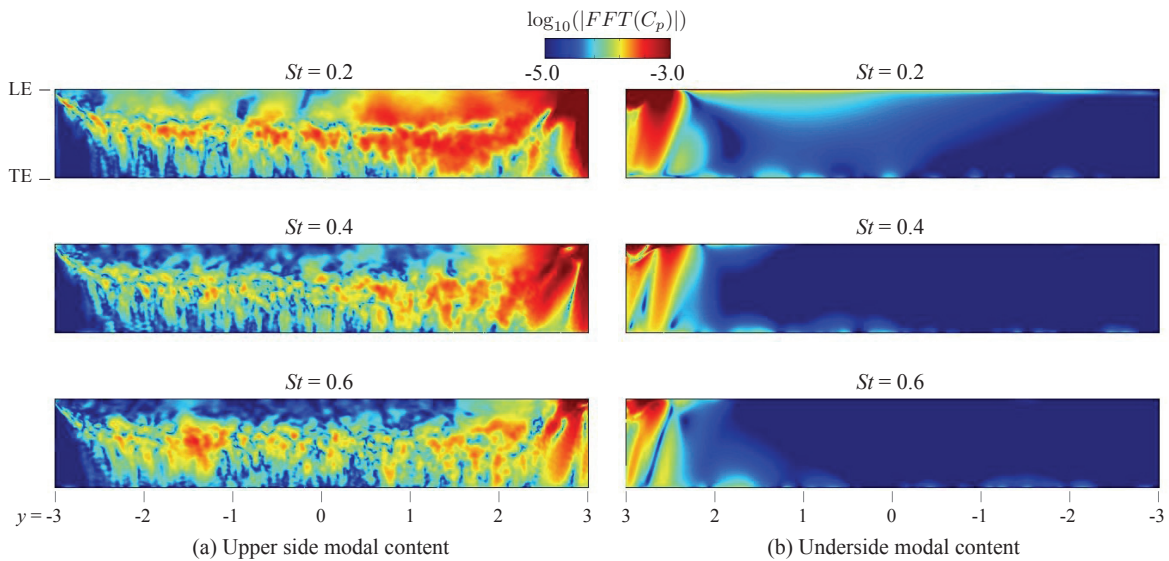 log₁₀(|FFT(Cₚ)|)
-5.0 -3.0
St = 0.2 St = 0.2
LE
TE
St = 0.4 St = 0.4
St = 0.6 St = 0.6
y = -3 -2 -1 0 1 2 3 3 2 1 0 -1 -2 -3
(a) Upper side modal content (b) Underside modal content